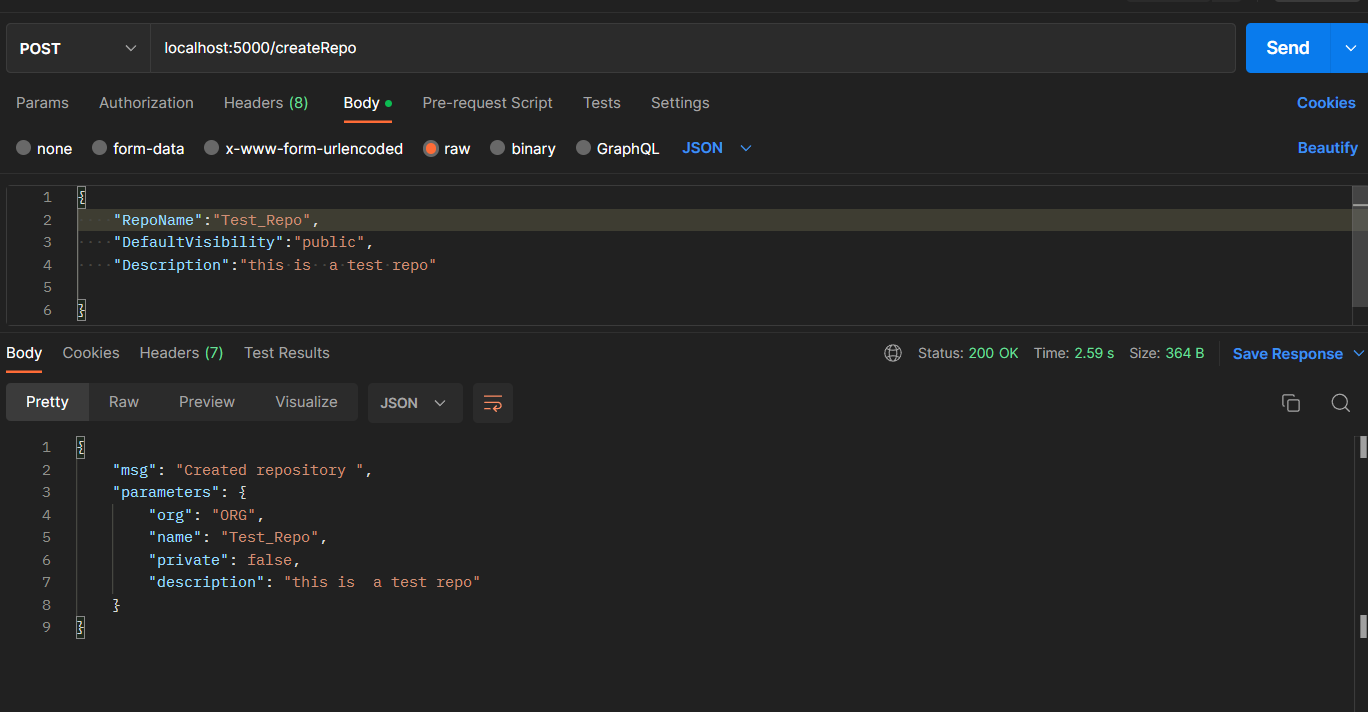 POST localhost:5000/createRepo Send
Params Authorization Headers (8) Body Pre-request Script Tests Settings Cookies
none form-data x-www-form-urlencoded raw binary GraphQL JSON Beautify
1 {
2 "RepoName":"Test_Repo",
3 "DefaultVisibility":"public",
4 "Description":"this is  a test repo"
5
6 }
Body Cookies Headers (7) Test Results Status: 200 OK Time: 2.59 s Size: 364 B Save Response
Pretty Raw Preview Visualize JSON
1 {
2 "msg": "Created repository ",
3 "parameters": {
4 "org": "ORG",
5 "name": "Test_Repo",
6 "private": false,
7 "description": "this is  a test repo"
8 }
9 }